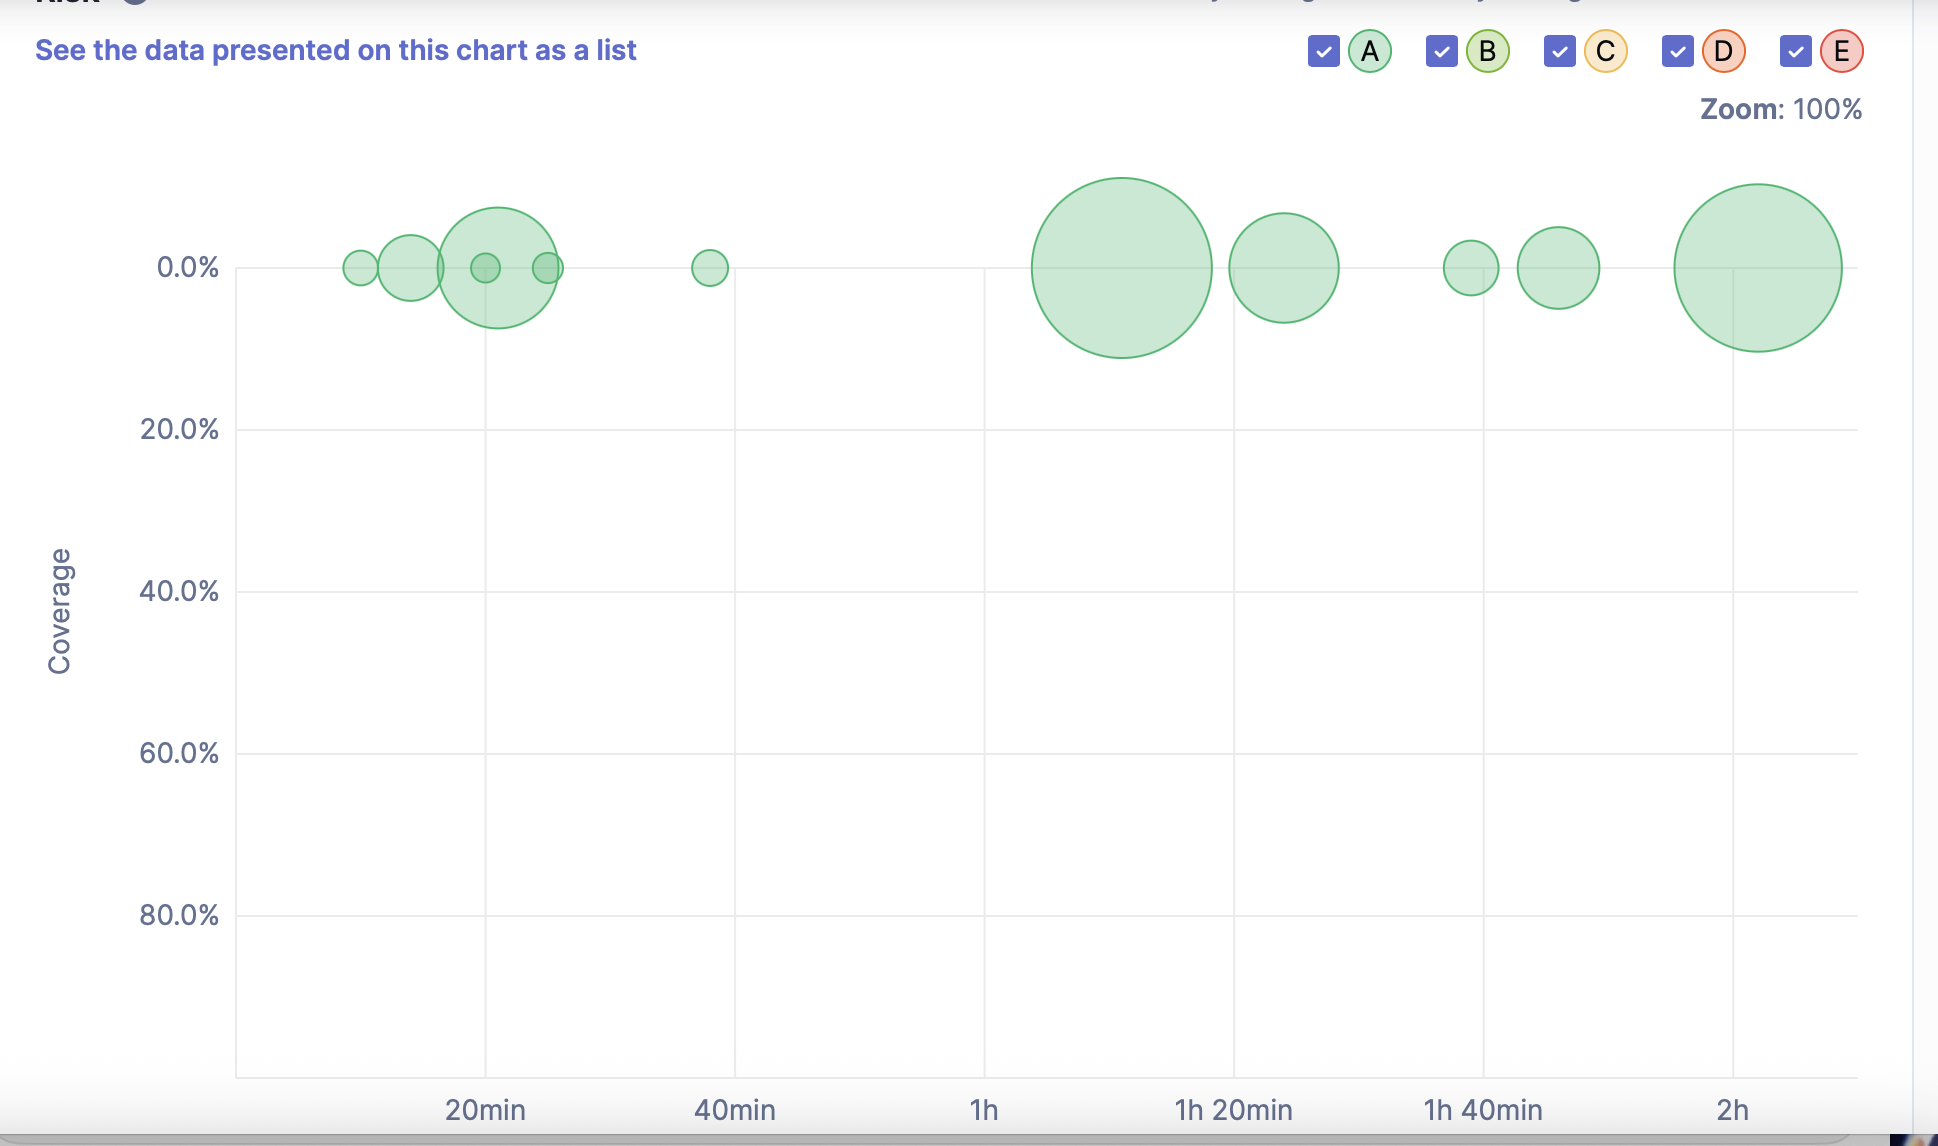 See the data presented on this chart as a list
A B C D E
Zoom: 100%
0.0%
20.0%
40.0%
Coverage
60.0%
80.0%
20min 40min 1h 1h 20min 1h 40min 2h